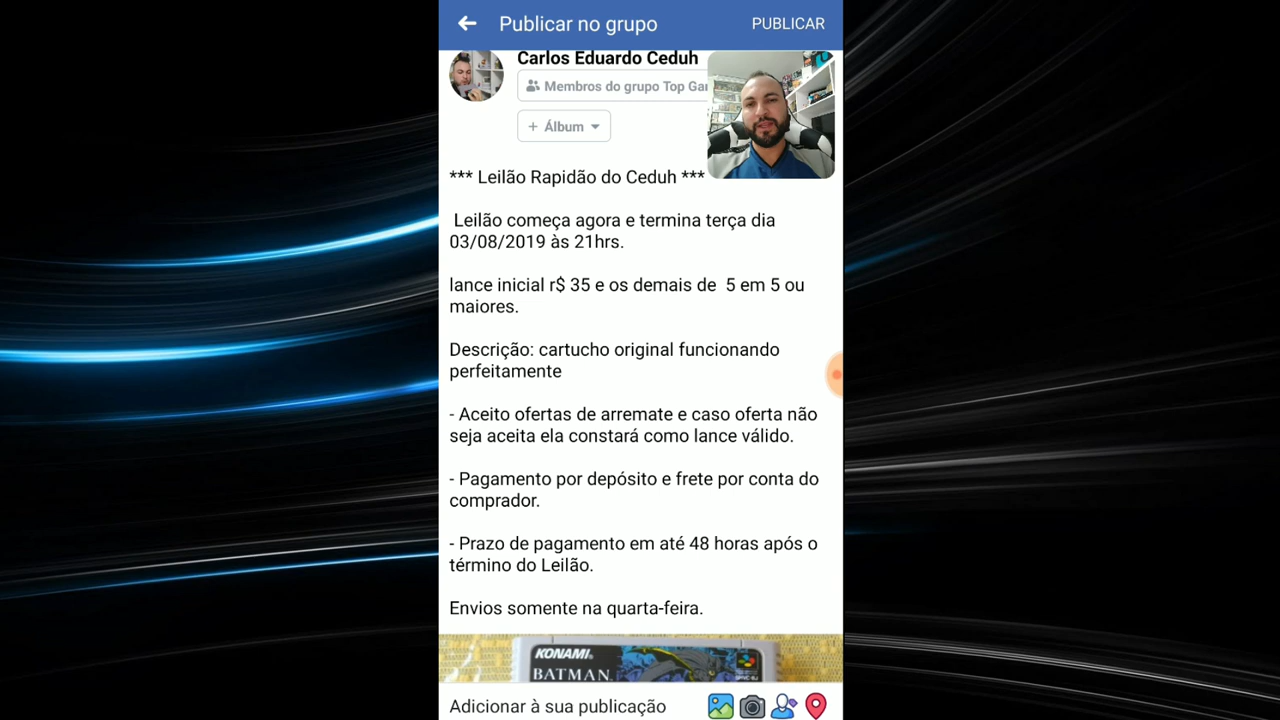 Publicar no grupo
PUBLICAR
Carlos Eduardo Ceduh
Membros do grupo Top Gar
+ Álbum
*** Leilão Rapidão do Ceduh ***
Leilão começa agora e termina terça dia
03/08/2019 às 21hrs.
lance inicial r$ 35 e os demais de 5 em 5 ou
maiores.
Descrição: cartucho original funcionando
perfeitamente
- Aceito ofertas de arremate e caso oferta não
seja aceita ela constará como lance válido.
- Pagamento por depósito e frete por conta do
comprador.
- Prazo de pagamento em até 48 horas após o
término do Leilão.
Envios somente na quarta-feira.
KONAMI
BATMAN
Adicionar à sua publicação